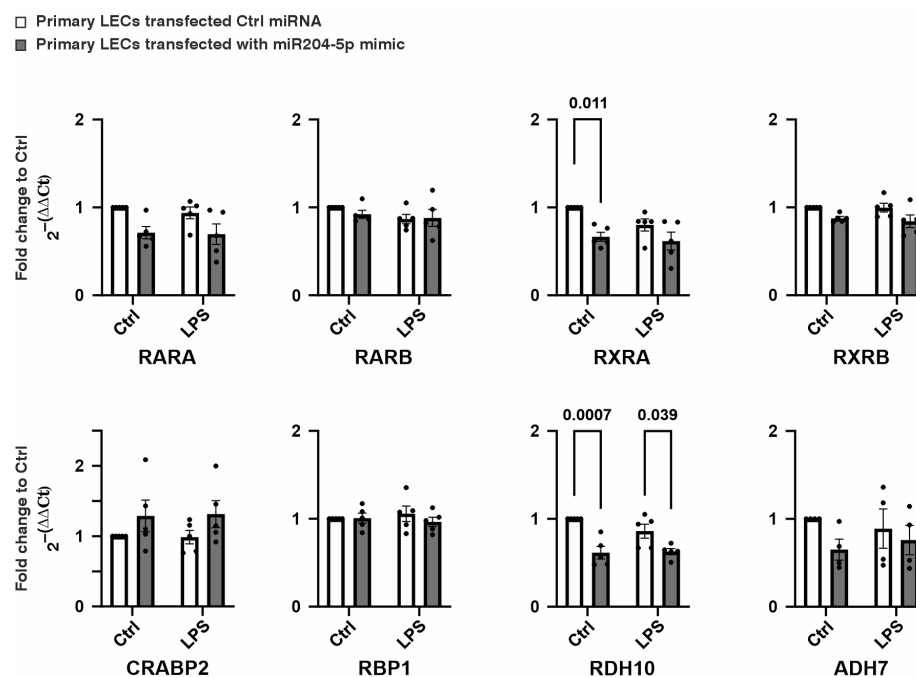 Primary LECs transfected Ctrl miRNA
Primary LECs transfected with miR204-5p mimic
Fold change to Ctrl
2−(ΔΔCt)
2
1
0
Ctrl
LPS
RARA
2
1
0
Ctrl
LPS
RARB
0.011
2
1
0
Ctrl
LPS
RXRA
2
1
0
Ctrl
LPS
RXRB
Fold change to Ctrl
2−(ΔΔCt)
2
1
0
Ctrl
LPS
CRABP2
2
1
0
Ctrl
LPS
RBP1
0.0007
0.039
2
1
0
Ctrl
LPS
RDH10
2
1
0
Ctrl
LPS
ADH7